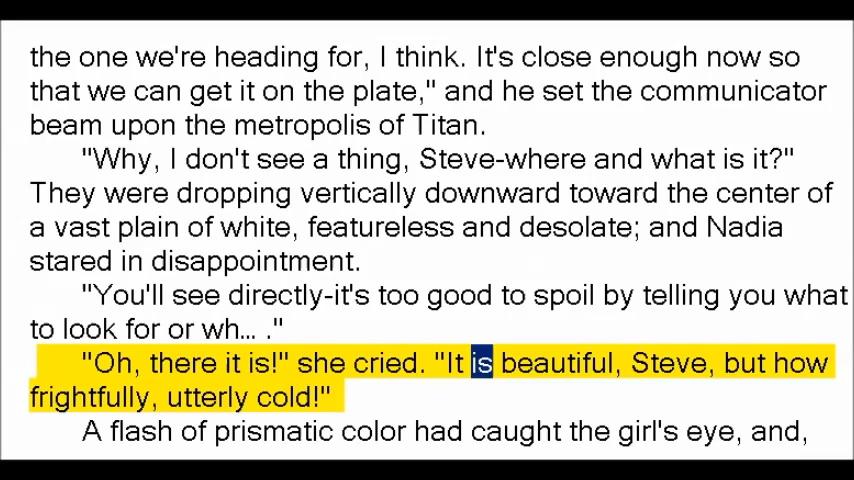 the one we're heading for, I think. It's close enough now so
that we can get it on the plate," and he set the communicator
beam upon the metropolis of Titan.
"Why, I don't see a thing, Steve-where and what is it?"
They were dropping vertically downward toward the center of
a vast plain of white, featureless and desolate; and Nadia
stared in disappointment.
"You'll see directly-it's too good to spoil by telling you what
to look for or wh... ."
"Oh, there it is!" she cried. "It is beautiful, Steve, but how
frightfully, utterly cold!"
A flash of prismatic color had caught the girl's eye, and,